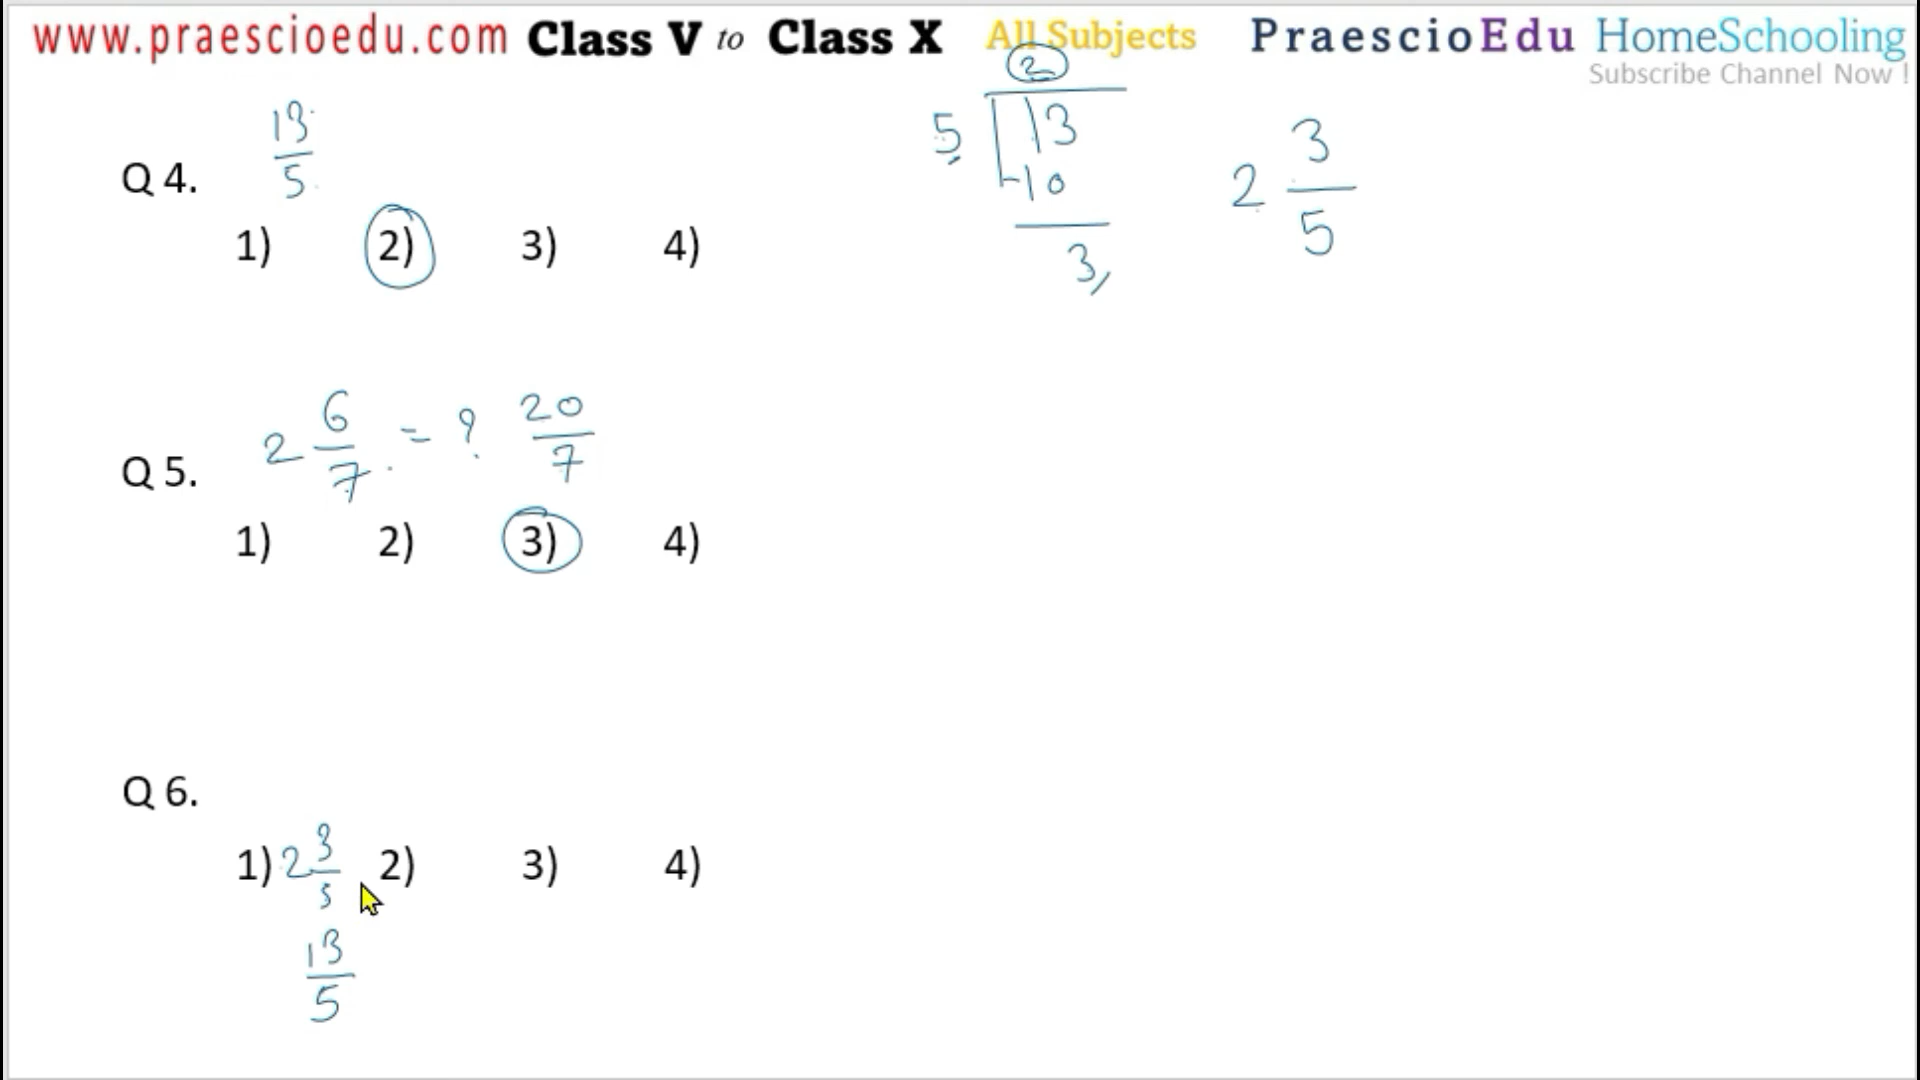 www.praescioedu.com Class V to Class X All Subjects PraescioEdu HomeSchooling
Subscribe Channel Now !
Q 4. 13/5
1) 2) 3) 4)
2
5 13
-10
3,
2 3/5
Q 5. 2 6/7 = ? 20/7
1) 2) 3) 4)
Q 6.
1) 2 3/5 2) 3) 4)
13/5